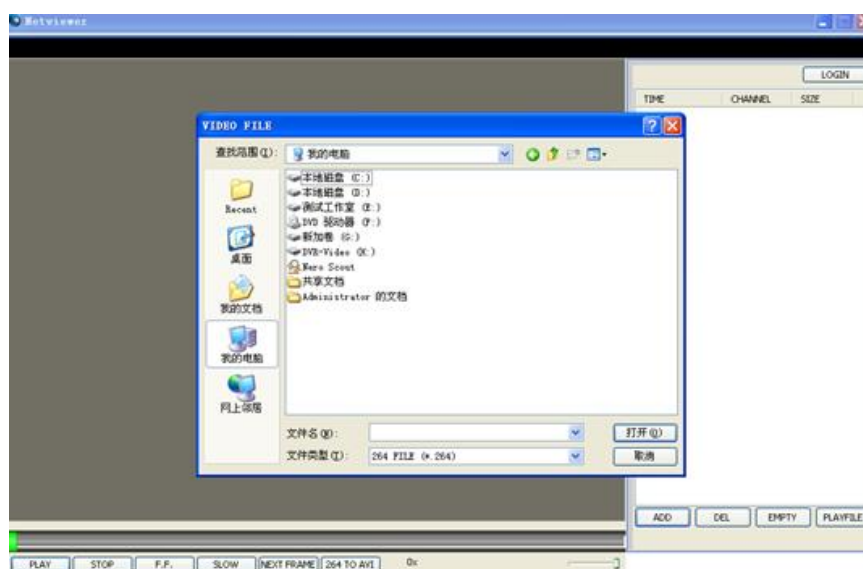 Netviewer
LOGIN
TIME CHANNEL SIZE
VIDEO FILE
查找范围(I): 我的电脑
本地磁盘 (C:)
本地磁盘 (D:)
测试工作室 (E:)
DVD 驱动器 (F:)
新加卷 (G:)
DVR-Video (X:)
Nero Scout
共享文档
Administrator 的文档
Recent
桌面
我的文档
我的电脑
网上邻居
文件名(N): 打开(O)
文件类型(T): 264 FILE (*.264) 取消
ADD DEL EMPTY PLAYFILE
PLAY STOP F.F. SLOW NEXT FRAME 264 TO AVI 0x